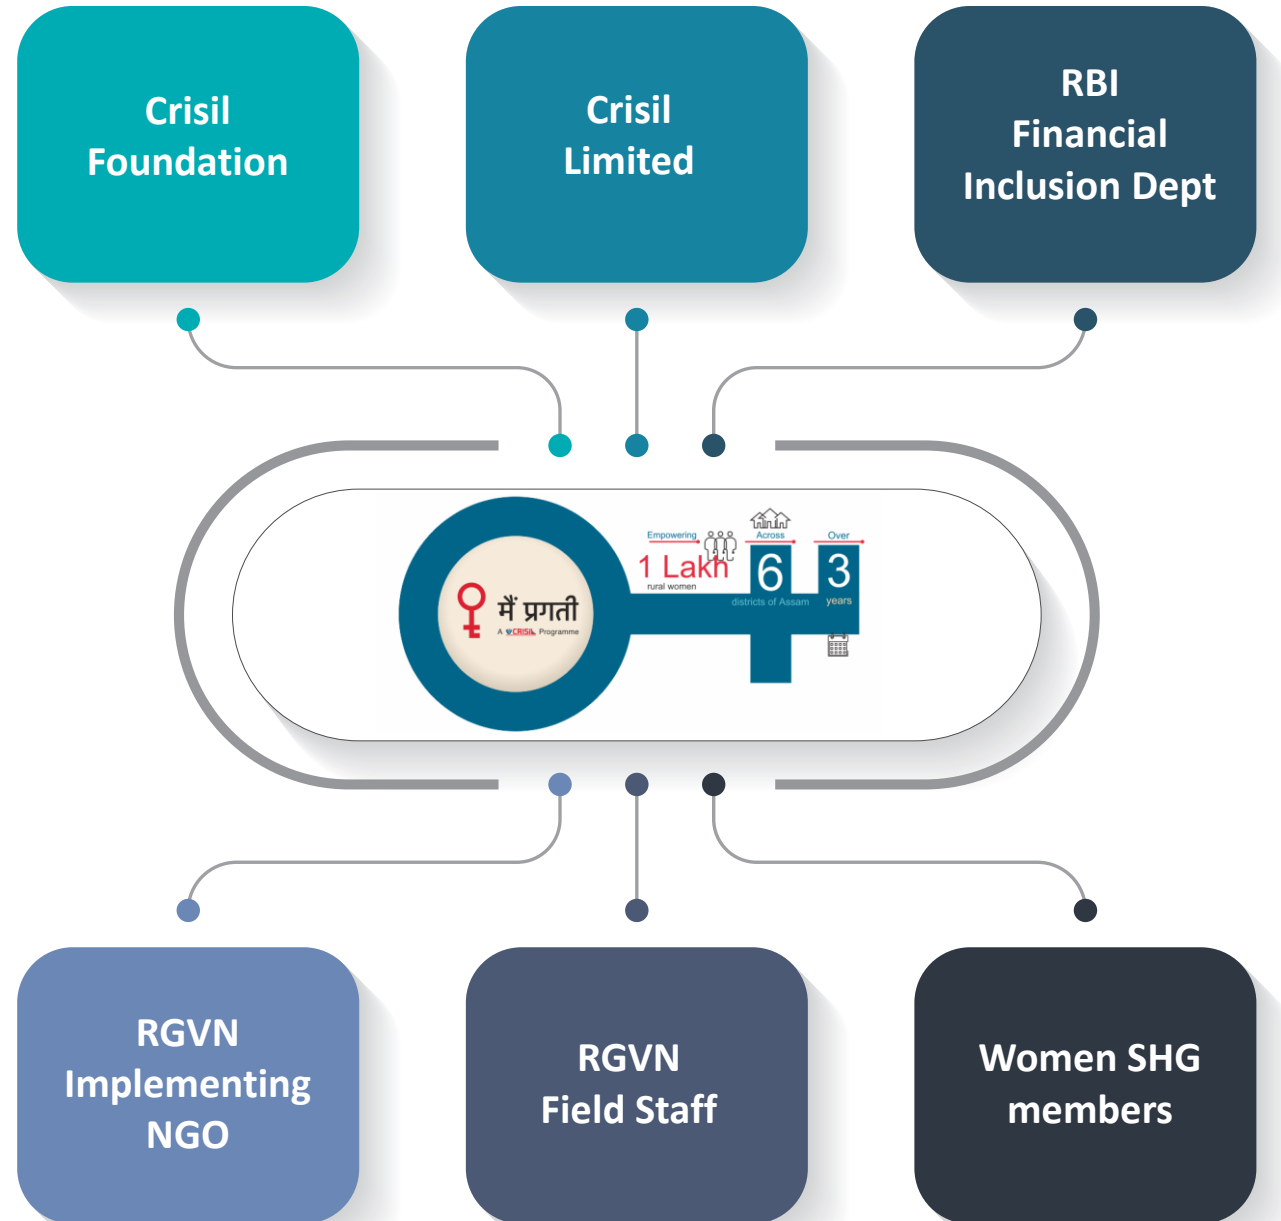 Crisil
Foundation
Crisil
Limited
RBI
Financial
Inclusion Dept
मैं प्रगती
A CRISIL Programme
Empowering
1 Lakh
rural women
Across
6
districts of Assam
Over
3
years
RGVN
Implementing
NGO
RGVN
Field Staff
Women SHG
members